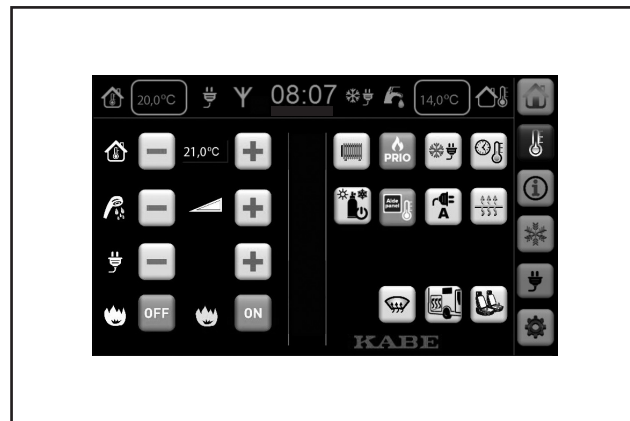 20,0°C 08:07 14,0°C
21,0°C
PRIO
Alde
panel
A
OFF ON
KABE